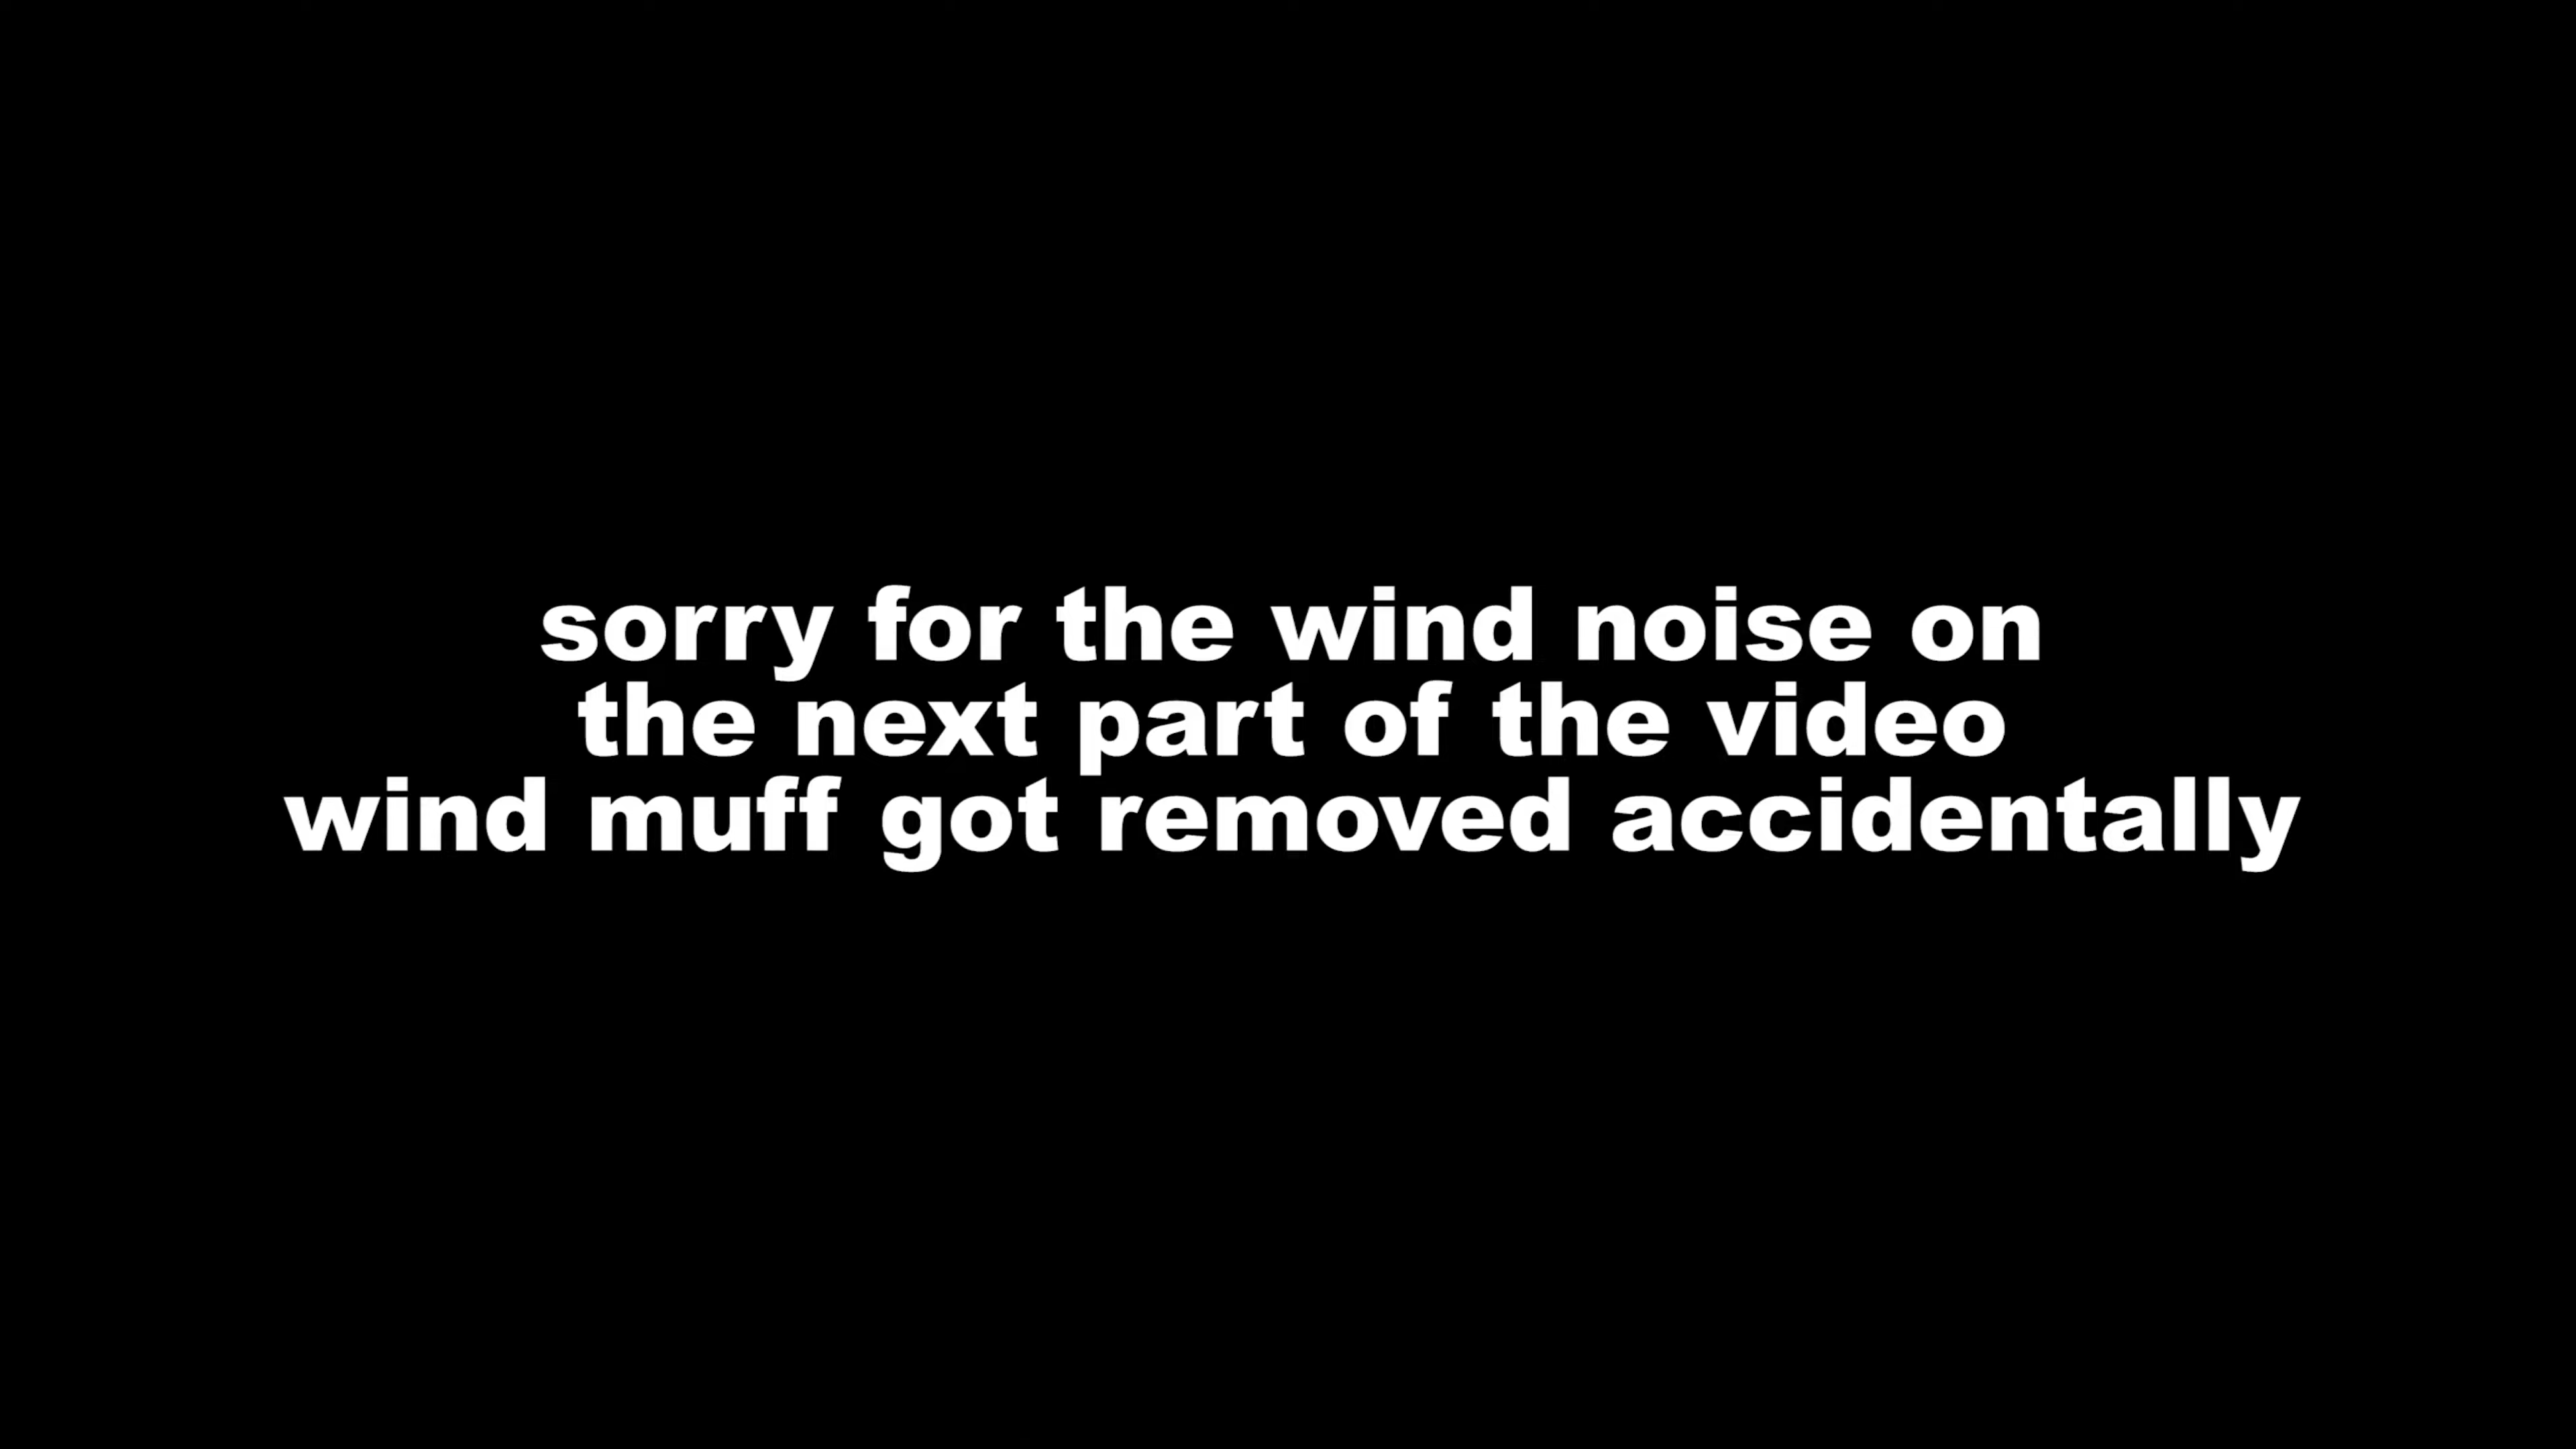 sorry for the wind noise on
the next part of the video
wind muff got removed accidentally